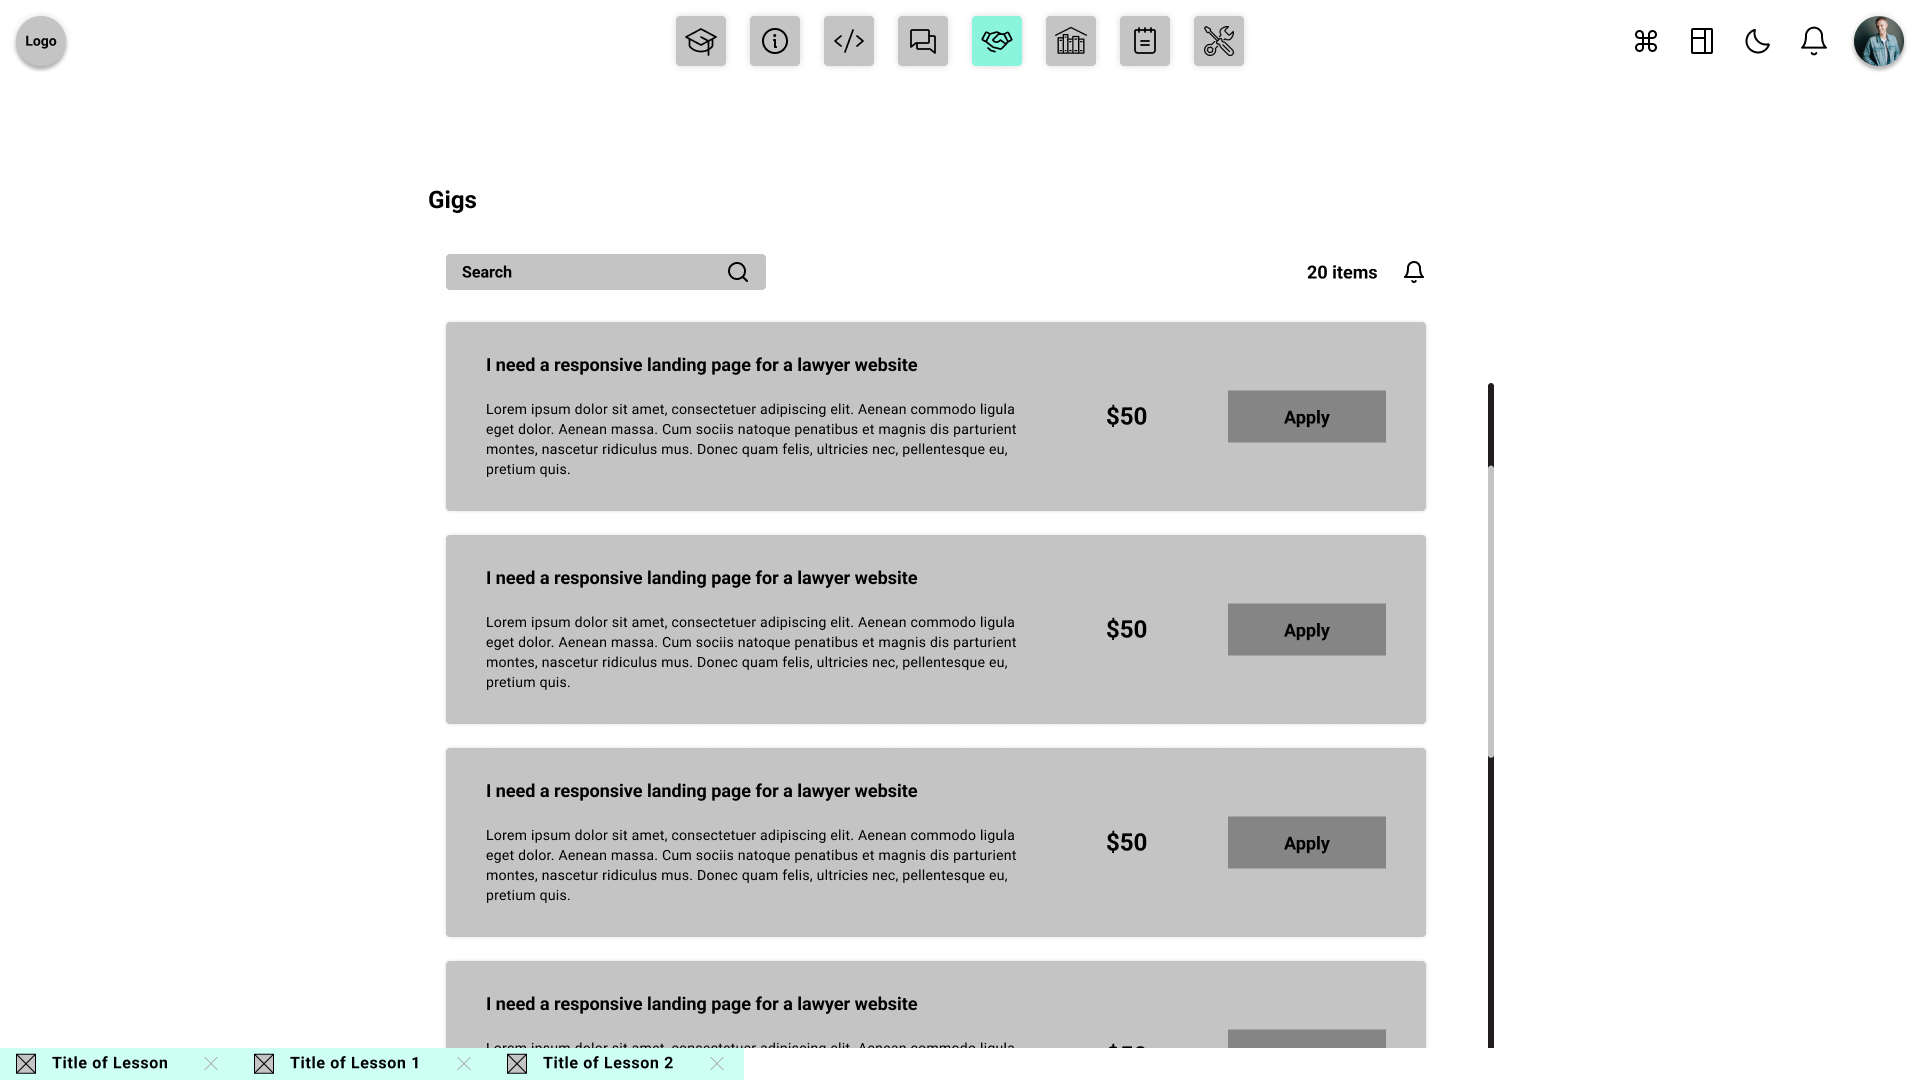 Logo
Gigs
Search
20 items
I need a responsive landing page for a lawyer website
Lorem ipsum dolor sit amet, consectetuer adipiscing elit. Aenean commodo ligula
eget dolor. Aenean massa. Cum sociis natoque penatibus et magnis dis parturient
montes, nascetur ridiculus mus. Donec quam felis, ultricies nec, pellentesque eu,
pretium quis.
$50
Apply
I need a responsive landing page for a lawyer website
Lorem ipsum dolor sit amet, consectetuer adipiscing elit. Aenean commodo ligula
eget dolor. Aenean massa. Cum sociis natoque penatibus et magnis dis parturient
montes, nascetur ridiculus mus. Donec quam felis, ultricies nec, pellentesque eu,
pretium quis.
$50
Apply
I need a responsive landing page for a lawyer website
Lorem ipsum dolor sit amet, consectetuer adipiscing elit. Aenean commodo ligula
eget dolor. Aenean massa. Cum sociis natoque penatibus et magnis dis parturient
montes, nascetur ridiculus mus. Donec quam felis, ultricies nec, pellentesque eu,
pretium quis.
$50
Apply
I need a responsive landing page for a lawyer website
Title of Lesson
Title of Lesson 1
Title of Lesson 2